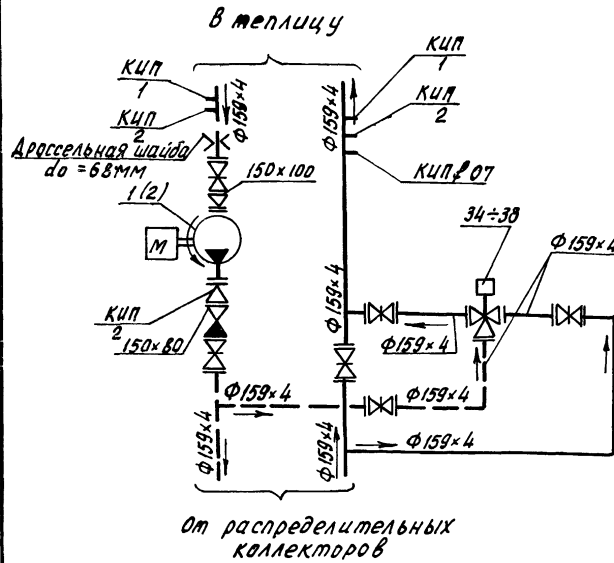 В теплицу
КИП
1
КИП
2
Ф159×4
Дроссельная шайба
do = 68мм
150×100
1(2)
М
КИП
2
150×80
Ф159×4
Ф159×4
КИП
1
Ф159×4
КИП
2
34÷38
Ф159×4
Ф159×4
Ф159×4
Ф159×4
Ф159×4
От распределительных
коллекторов